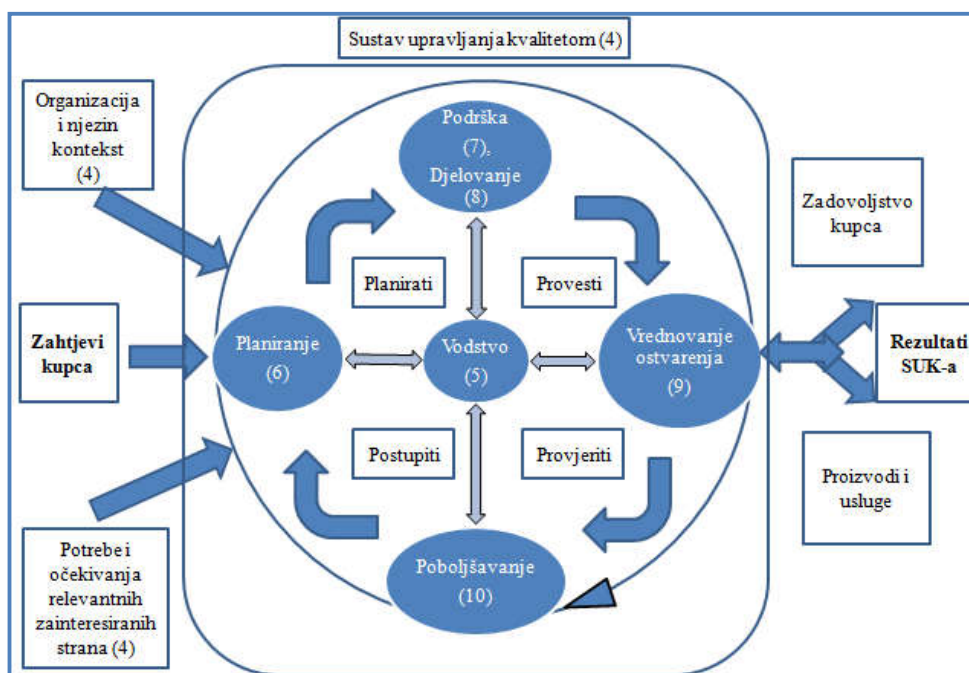 Sustav upravljanja kvalitetom (4)
Organizacija
i njezin
kontekst
(4)
Podrška
(7),
Djelovanje
(8)
Zadovoljstvo
kupca
Planirati
Provesti
Zahtjevi
kupca
Planiranje
(6)
Vodstvo
(5)
Vrednovanje
ostvarenja
(9)
Rezultati
SUK-a
Postupiti
Provjeriti
Proizvodi i
usluge
Potrebe i
očekivanja
relevantnih
zainteresiranih
strana (4)
Poboljšavanje
(10)